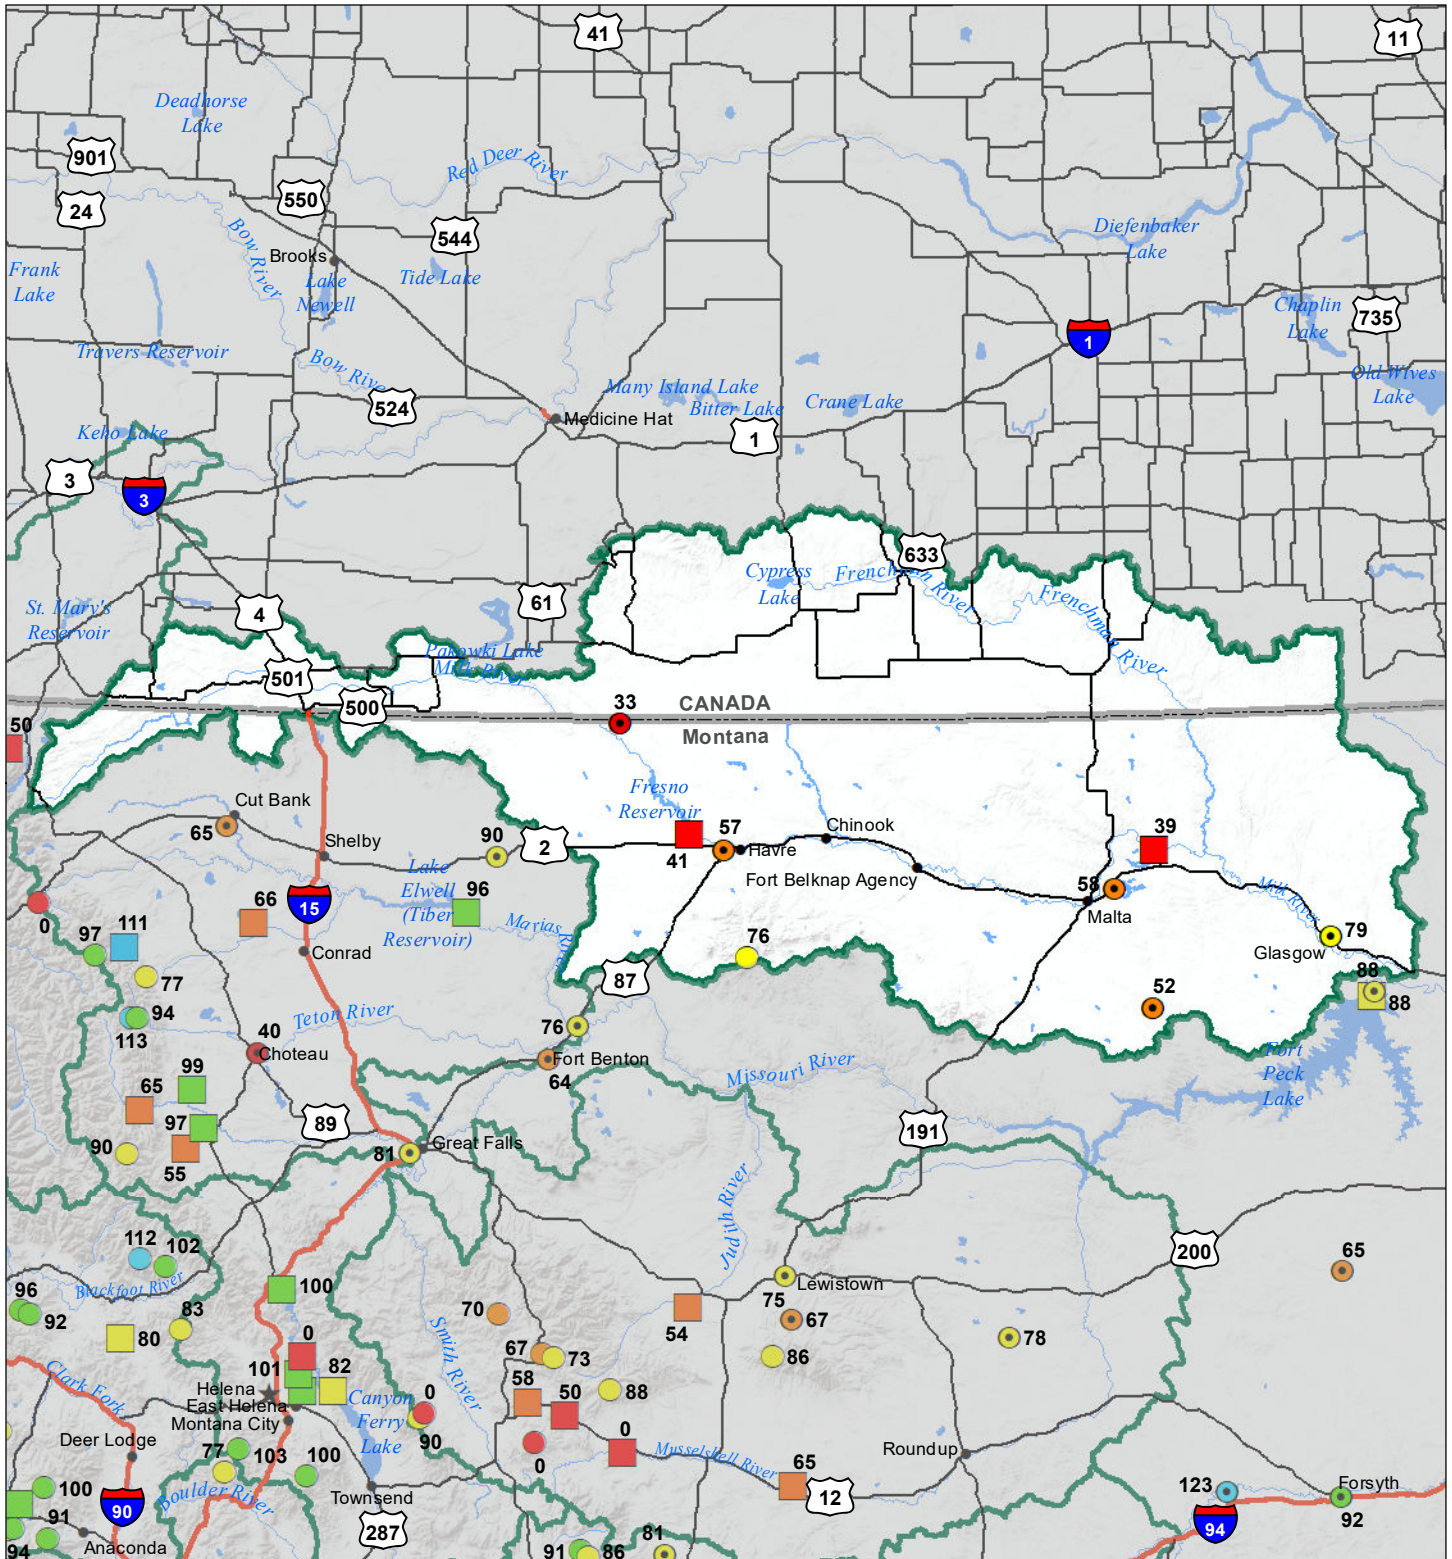 41
11
Deadhorse
Lake
901
Red Deer River
550
24
544
Bow River
Diefenbaker
Lake
Brooks
Frank
Lake
Lake
Newell
Tide Lake
Chaplin
Lake
735
1
Travers Reservoir
Bow River
Many Island Lake
Old Wives
Lake
524
Bitter Lake
Crane Lake
Medicine Hat
Keho Lake
1
3
3
633
Cypress
Lake
Frenchman River
Frenchman River
61
4
St. Mary's
Reservoir
Pakowki Lake
Milk River
501
500
33
CANADA
Montana
50
Fresno
Reservoir
Cut Bank
65
Shelby
90
2
41
57
Havre
Chinook
39
Fort Belknap Agency
Lake
Elwell
(Tiber
Reservoir)
96
58
Malta
Milk River
15
66
0
111
97
Marias River
Conrad
79
Glasgow
76
77
87
88
88
94
113
Teton River
52
40
Choteau
76
Fort Benton
64
Missouri River
Fort
Peck
Lake
99
65
97
89
191
90
55
81
Great Falls
Judith River
112
102
200
65
Blackfoot River
96
92
100
83
80
Lewistown
75
67
70
54
78
86
Smith River
67
73
0
101
82
Clark Fork
Helena
East Helena
Montana City
Canyon
Ferry
Lake
0
90
58
50
88
0
0
Deer Lodge
77
103
100
Musselshell River
65
12
Roundup
100
90
91
94
Anaconda
Boulder River
Townsend
287
123
94
Forsyth
92
91
86
81